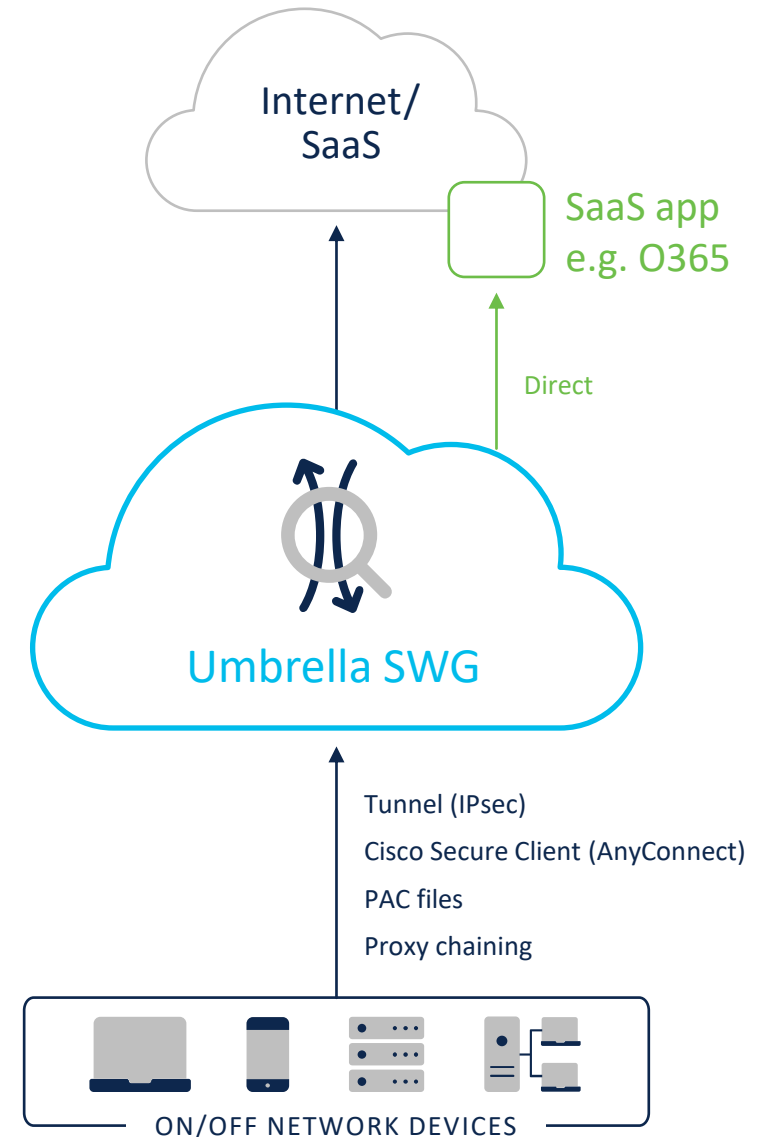 Internet/
SaaS
SaaS app
e.g. O365
Direct
Umbrella SWG
Tunnel (IPsec)
Cisco Secure Client (AnyConnect)
PAC files
Proxy chaining
ON/OFF NETWORK DEVICES